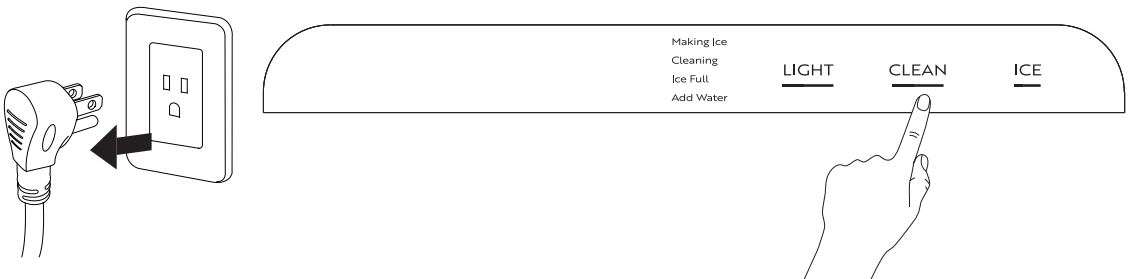 Making Ice
Cleaning
Ice Full
Add Water
LIGHT
CLEAN
ICE